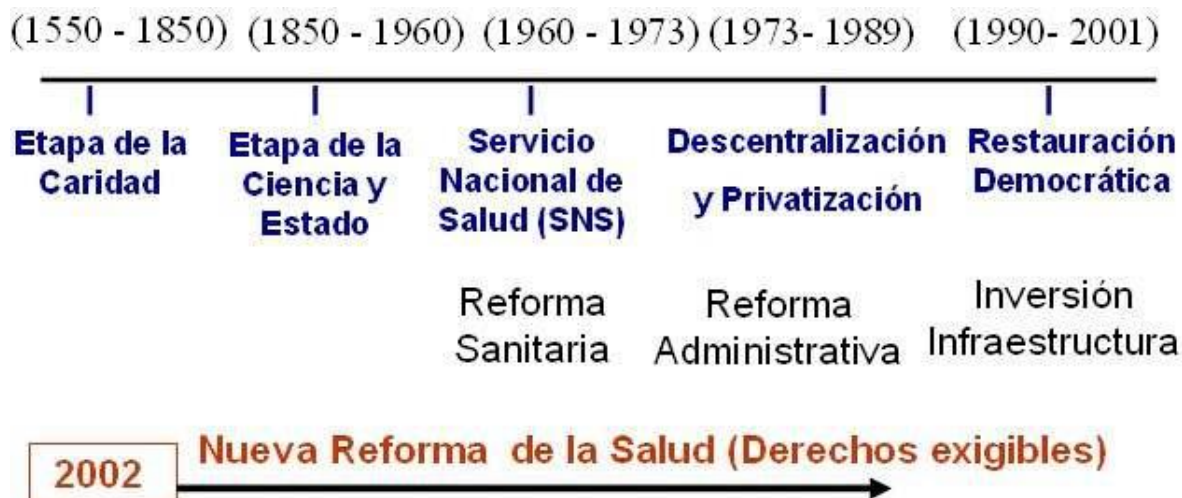 (1550 - 1850) (1850 - 1960) (1960 - 1973) (1973- 1989) (1990- 2001)
Etapa de la
Caridad
Etapa de la
Ciencia y
Estado
Servicio
Nacional de
Salud (SNS)
Descentralización
y Privatización
Restauración
Democrática
Reforma
Sanitaria
Reforma
Administrativa
Inversión
Infraestructura
2002
Nueva Reforma de la Salud (Derechos exigibles)